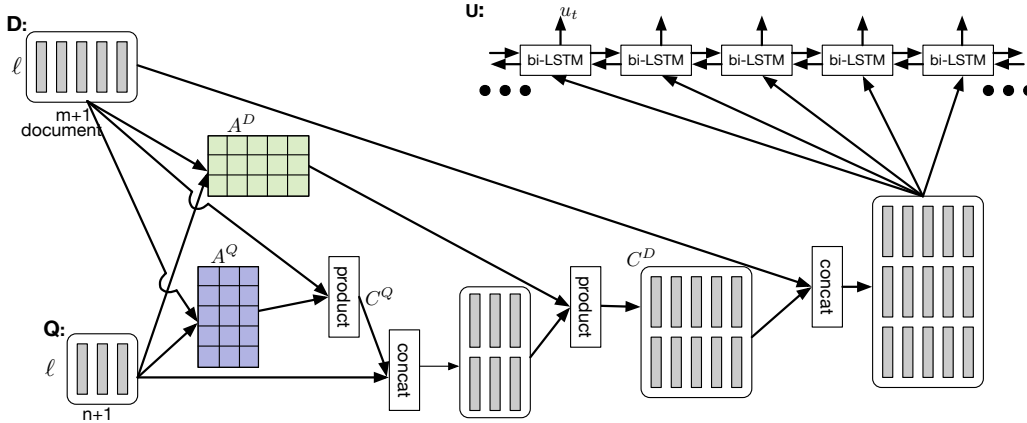 D:
ℓ
m+1
document
A^D
U:
u_t
bi-LSTM
bi-LSTM
bi-LSTM
bi-LSTM
bi-LSTM
A^Q
product
C^Q
product
C^D
concat
Q:
ℓ
n+1
concat